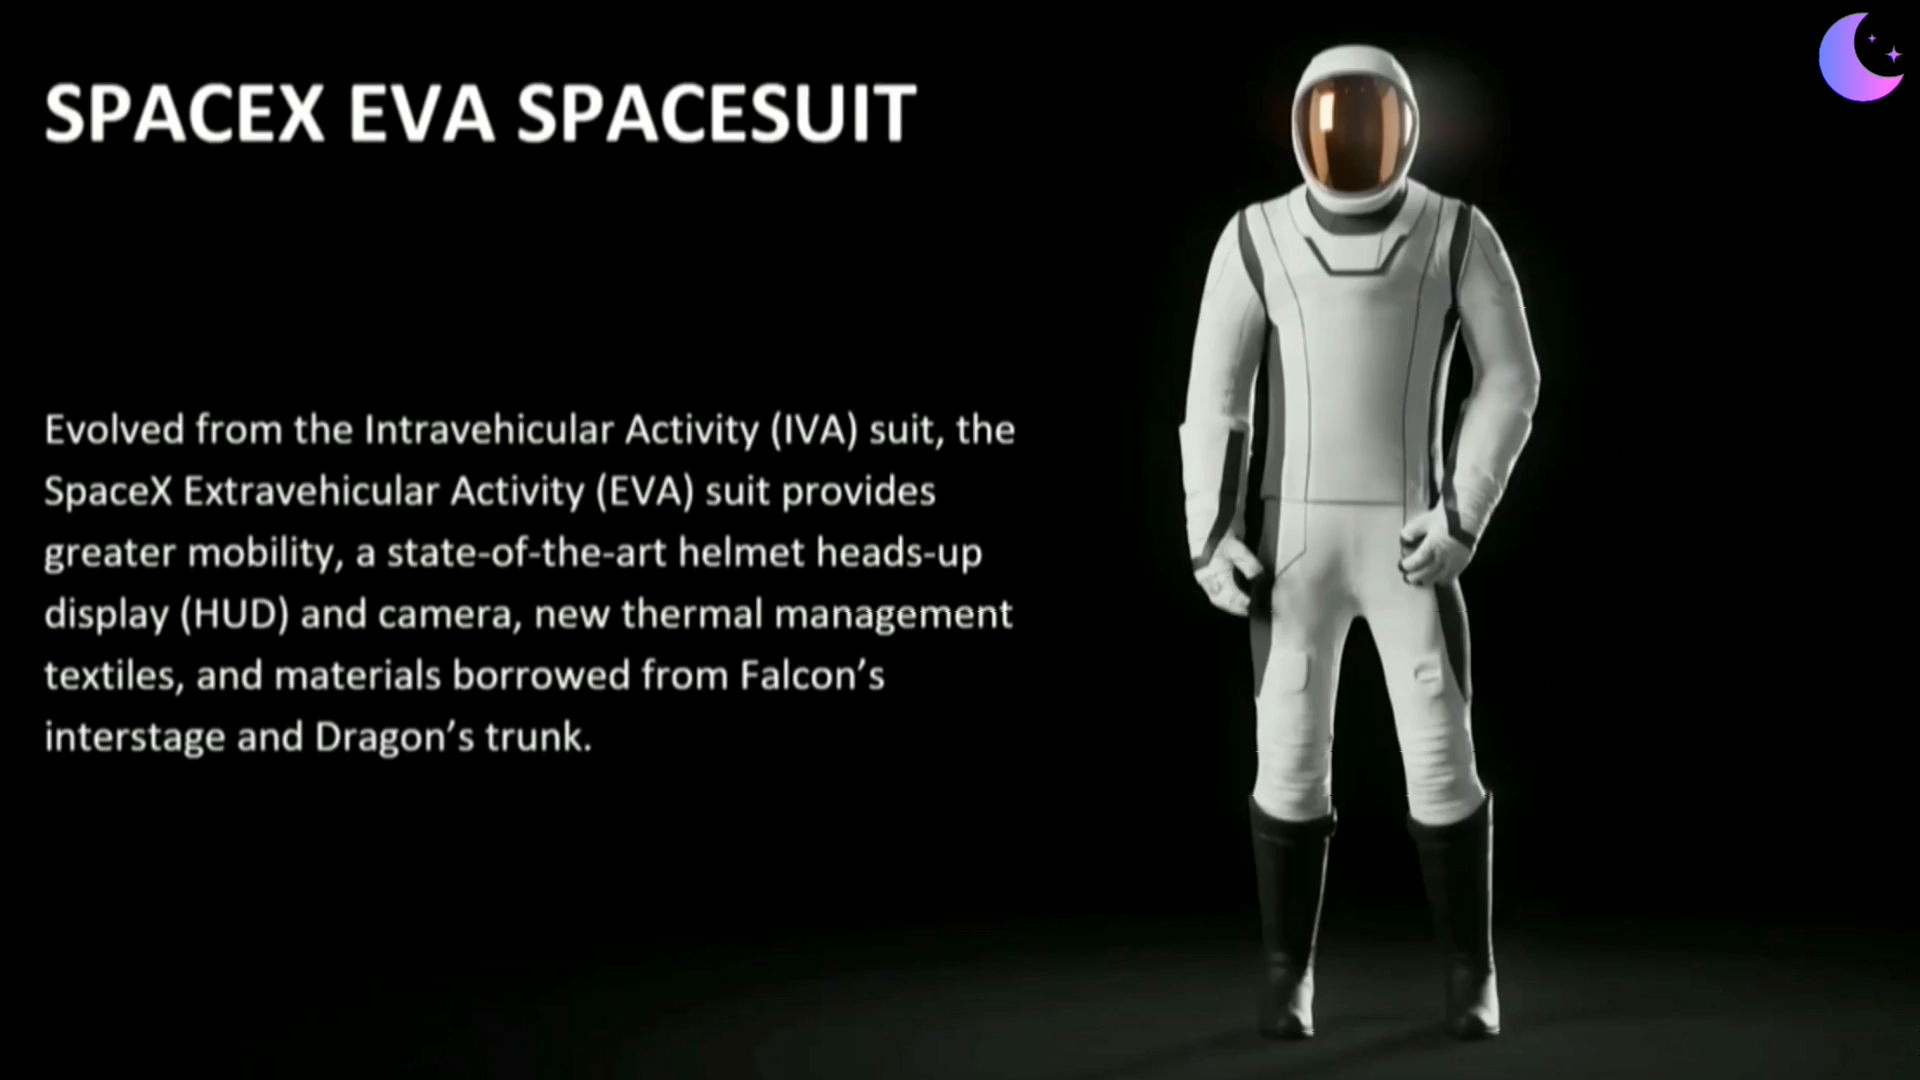 SPACEX EVA SPACESUIT
Evolved from the Intravehicular Activity (IVA) suit, the
SpaceX Extravehicular Activity (EVA) suit provides
greater mobility, a state-of-the-art helmet heads-up
display (HUD) and camera, new thermal management
textiles, and materials borrowed from Falcon’s
interstage and Dragon’s trunk.